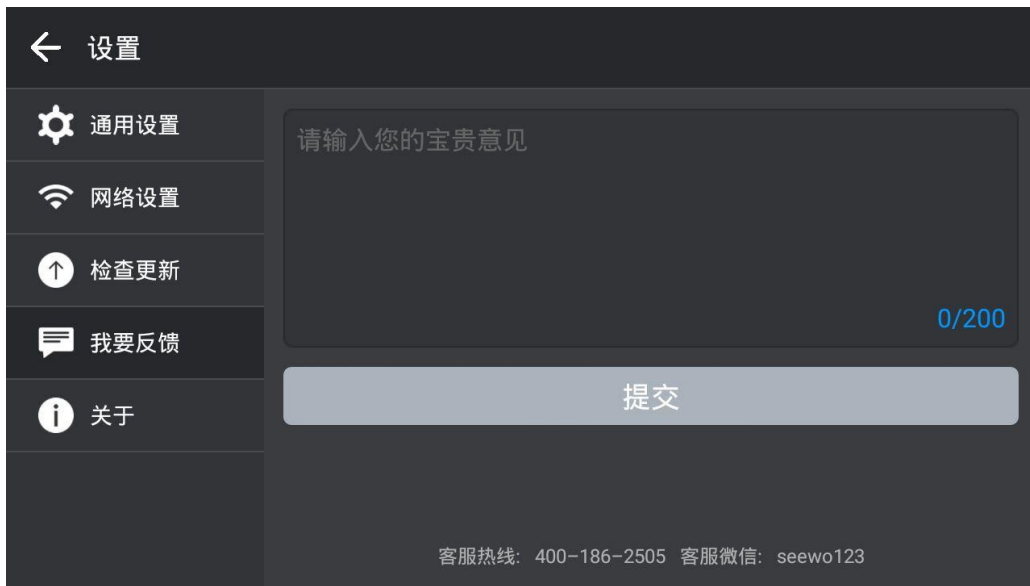 设置
通用设置
网络设置
检查更新
我要反馈
关于
请输入您的宝贵意见
0/200
提交
客服热线: 400-186-2505 客服微信: seewo123